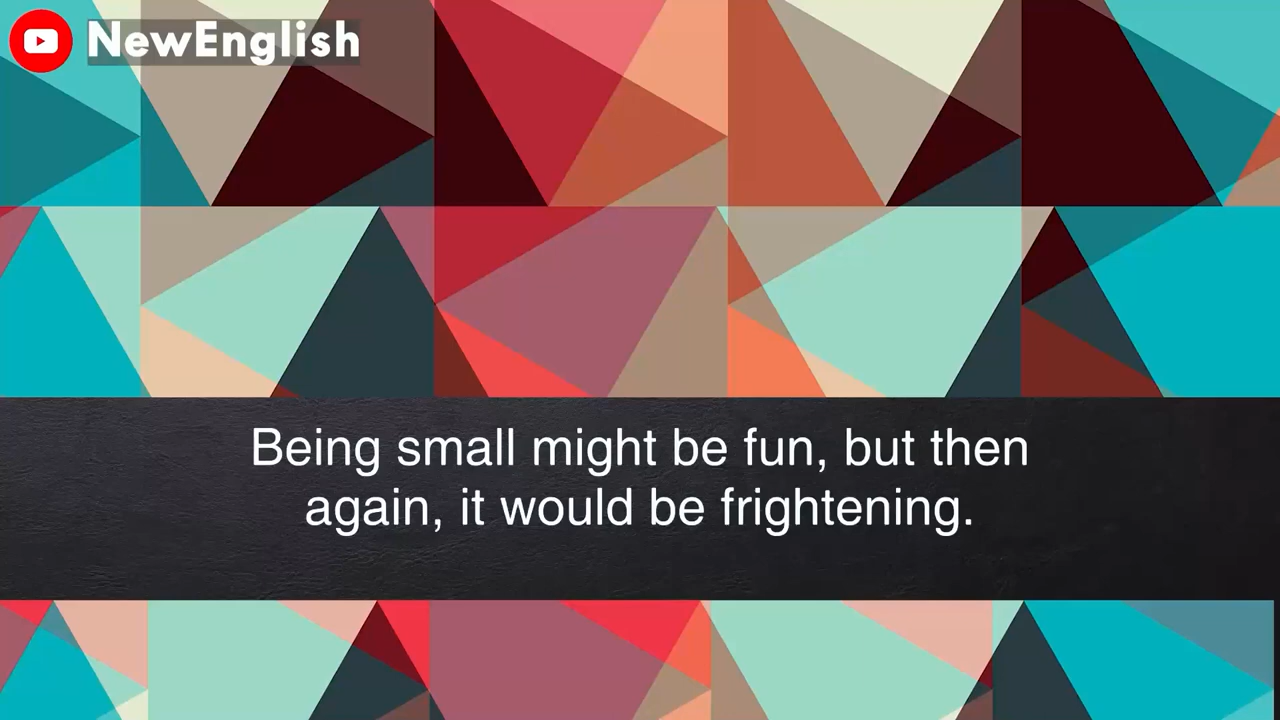 NewEnglish
Being small might be fun, but then
again, it would be frightening.